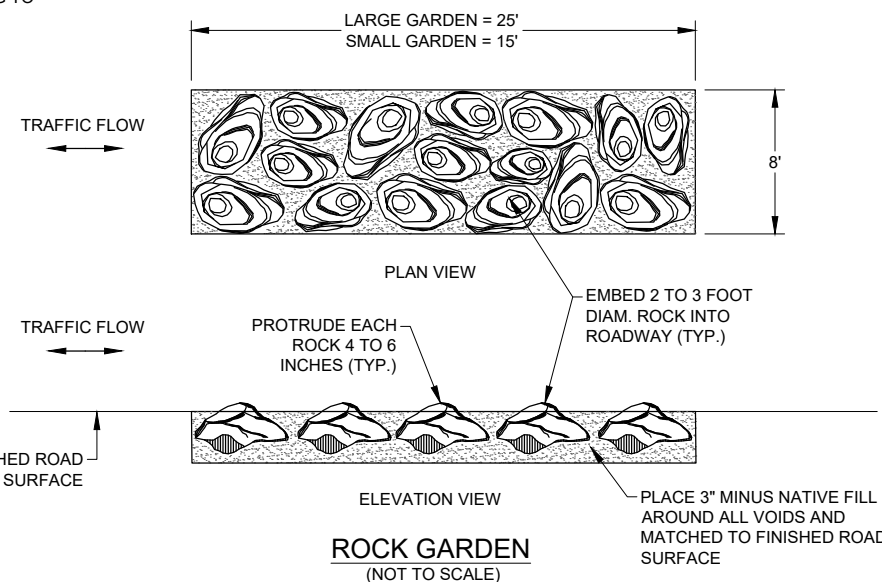 LARGE GARDEN = 25'
SMALL GARDEN = 15'
TRAFFIC FLOW
8'
PLAN VIEW
TRAFFIC FLOW
PROTRUDE EACH
ROCK 4 TO 6
INCHES (TYP.)
EMBED 2 TO 3 FOOT
DIAM. ROCK INTO
ROADWAY (TYP.)
HED ROAD
SURFACE
ELEVATION VIEW
PLACE 3" MINUS NATIVE FILL
AROUND ALL VOIDS AND
MATCHED TO FINISHED ROAD
SURFACE
ROCK GARDEN
(NOT TO SCALE)